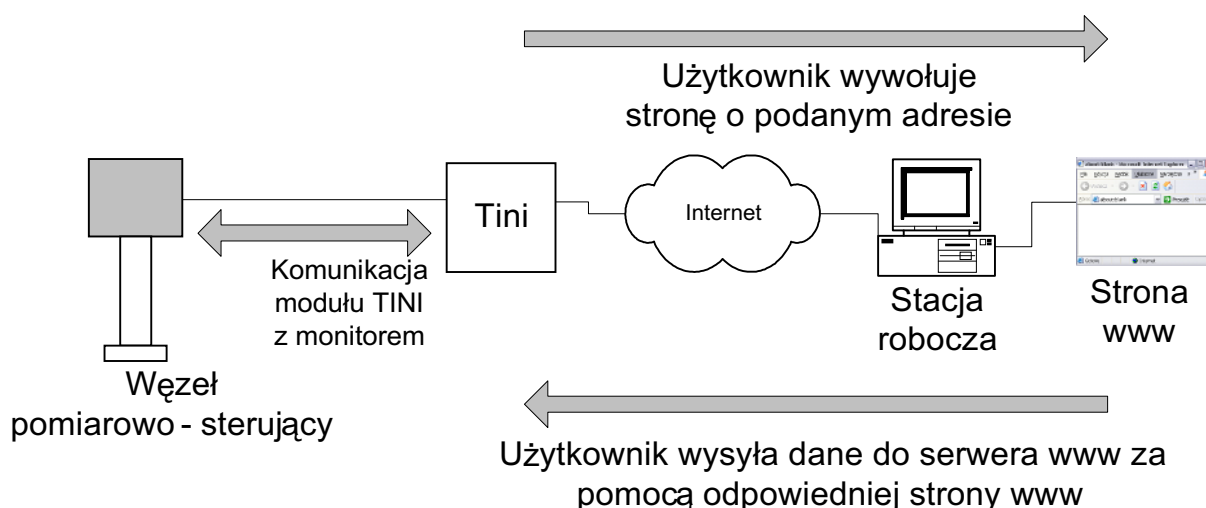 Użytkownik wywołuje
stronę o podanym adresie
Tini
Internet
Komunikacja
modułu TINI
z monitorem
Stacja
robocza
Strona
www
Węzeł
pomiarowo - sterujący
Użytkownik wysyła dane do serwera www za
pomocą odpowiedniej strony www